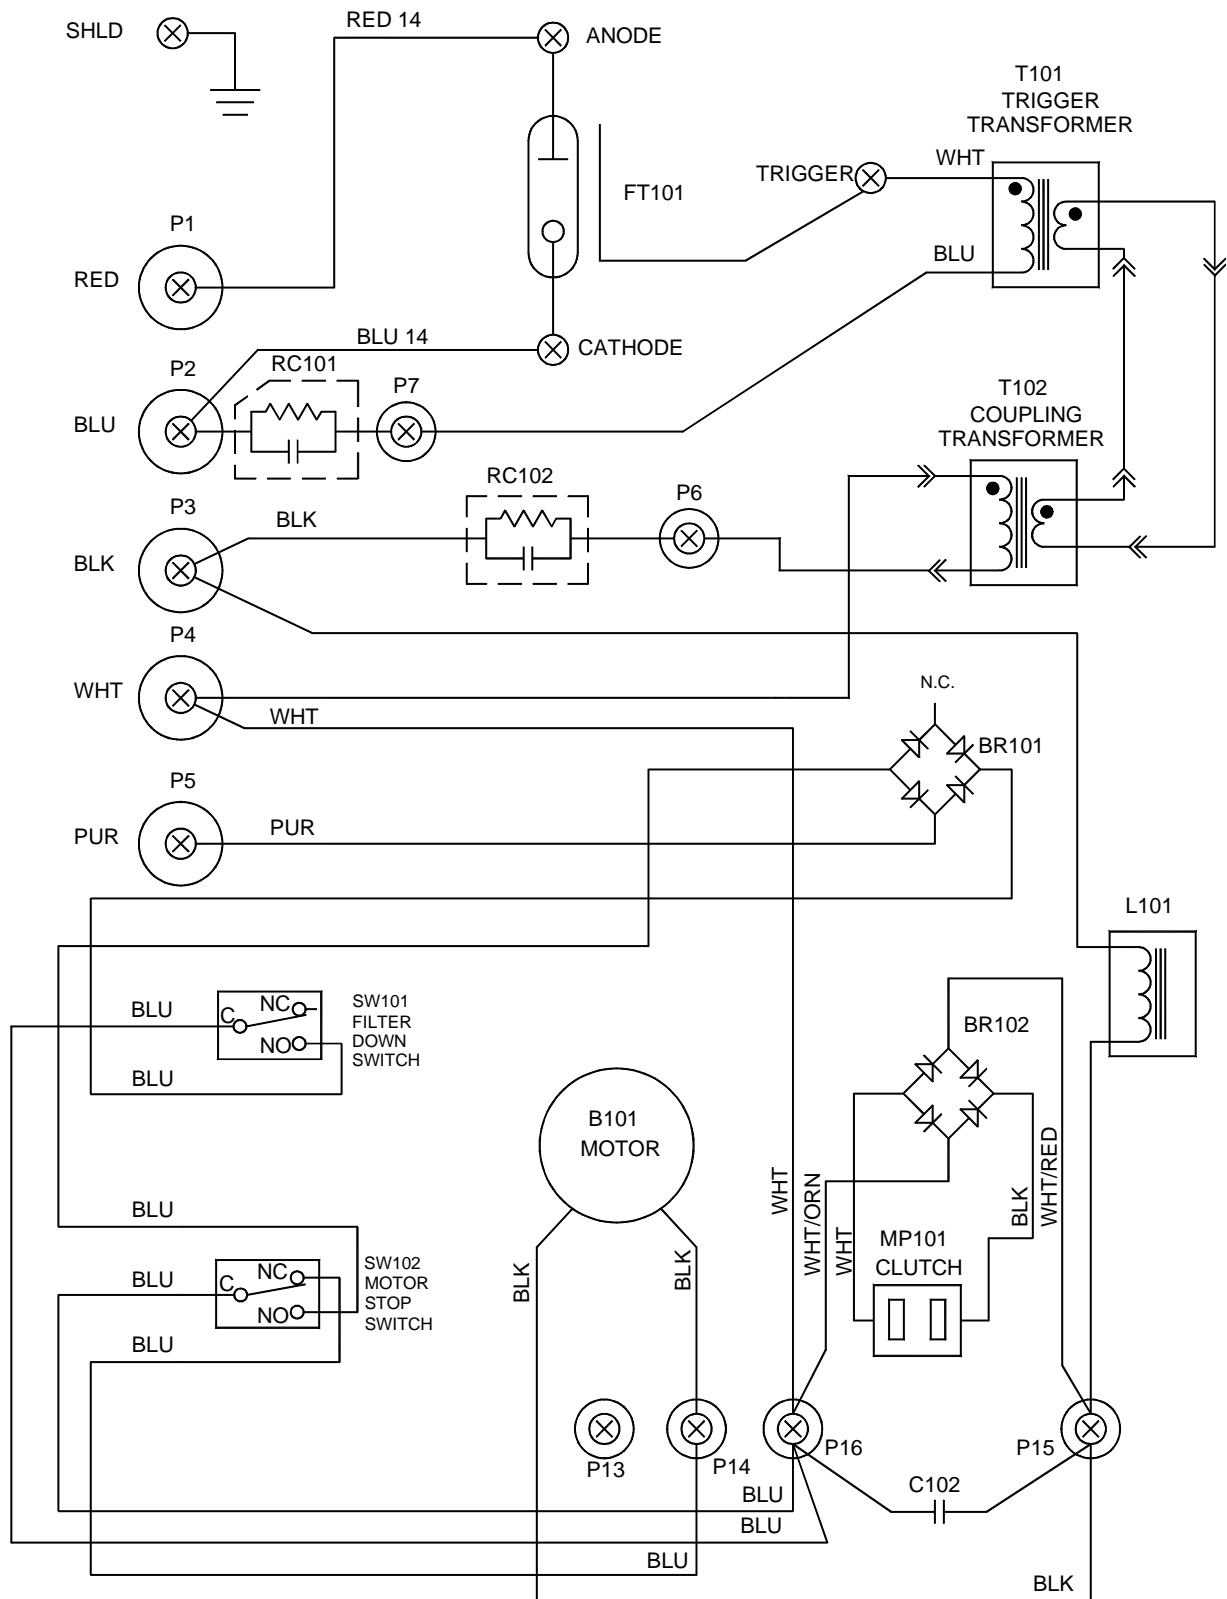 SHLD
RED 14
ANODE
T101
TRIGGER
TRANSFORMER
TRIGGER
WHT
FT101
P1
RED
BLU
BLU 14
CATHODE
RC101
P2
P7
BLU
T102
COUPLING
TRANSFORMER
RC102
P6
P3
BLK
BLK
P4
WHT
WHT
N.C.
BR101
P5
PUR
PUR
L101
BLU
C
NC
NO
SW101
FILTER
DOWN
SWITCH
BR102
BLU
B101
MOTOR
WHT
WHT/ORN
WHT
BLK
WHT/RED
BLU
MP101
CLUTCH
BLU
C
NC
NO
SW102
MOTOR
STOP
SWITCH
BLK
BLK
BLU
P13
P14
P16
P15
C102
BLU
BLU
BLU
BLK